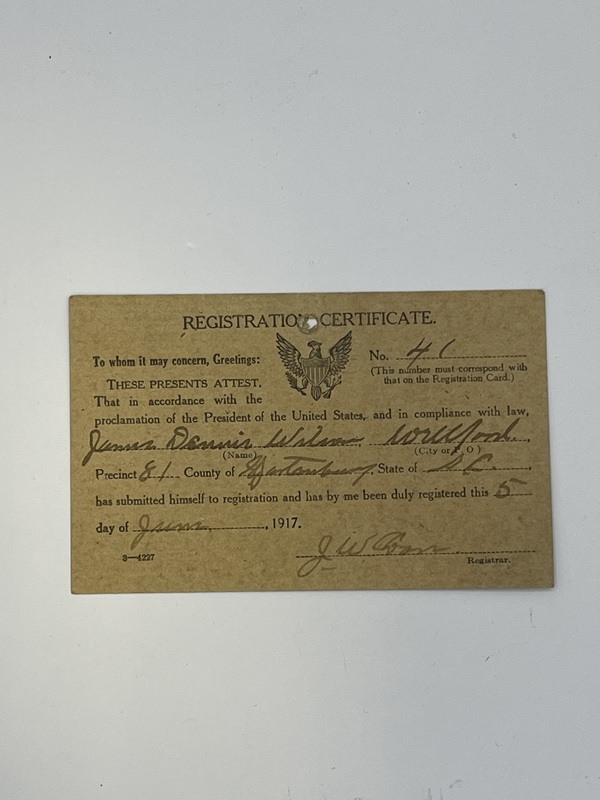 REGISTRATION CERTIFICATE.
To whom it may concern, Greetings:
No. 41
(This number must correspond with
that on the Registration Card.)
THESE PRESENTS ATTEST,
That in accordance with the
proclamation of the President of the United States, and in compliance with law,
James Dennis Wilson,
(Name) (City or P. O.)
Precinct 81 County of Spartanburg, State of S.C.,
has submitted himself to registration and has by me been duly registered this 5
day of June, 1917.
3—4227
Registrar.